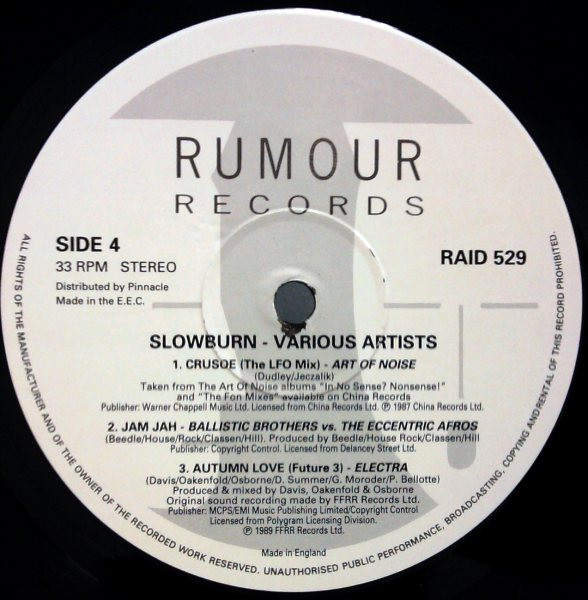 RUMOUR
RECORDS
SIDE 4
33 RPM STEREO
Distributed by Pinnacle
Made in the E.E.C.
RAID 529
SLOWBURN - VARIOUS ARTISTS
1. CRUSOE (The LFO Mix) - ART OF NOISE
(Dudley/Jeczalik)
Taken from The Art Of Noise albums "In No Sense? Nonsense!"
and "The Fon Mixes" available on China Records
Publisher: Warner Chappell Music Ltd. Licensed from China Records Ltd. ℗ 1987 China Records Ltd.
2. JAM JAH - BALLISTIC BROTHERS vs. THE ECCENTRIC AFROS
(Beedle/House/Rock/Classen/Hill). Produced by Beedle/House Rock/Classen/Hill
Publisher: Copyright Control. Licensed from Delancey Street Ltd.
3. AUTUMN LOVE (Future 3) - ELECTRA
(Davis/Oakenfold/Osborne/D. Summer/G. Moroder/P. Bellotte)
Produced & mixed by Davis, Oakenfold & Osborne
Original sound recording made by FFRR Records Ltd.
Publisher: MCPS/EMI Music Publishing Limited/Copyright Control
Licensed from Polygram Licensing Division.
℗ 1989 FFRR Records Ltd.
Made in England
ALL RIGHTS OF THE MANUFACTURER AND OF THE OWNER OF THE RECORDED WORK RESERVED. UNAUTHORISED PUBLIC PERFORMANCE, BROADCASTING, COPYING AND RENTAL OF THIS RECORD PROHIBITED.